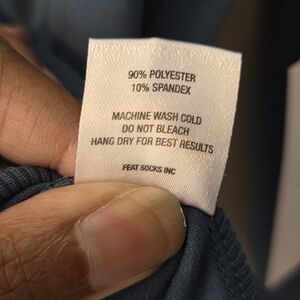 90% POLYESTER
10% SPANDEX
MACHINE WASH COLD
DO NOT BLEACH
HANG DRY FOR BEST RESULTS
FEAT SOCKS INC